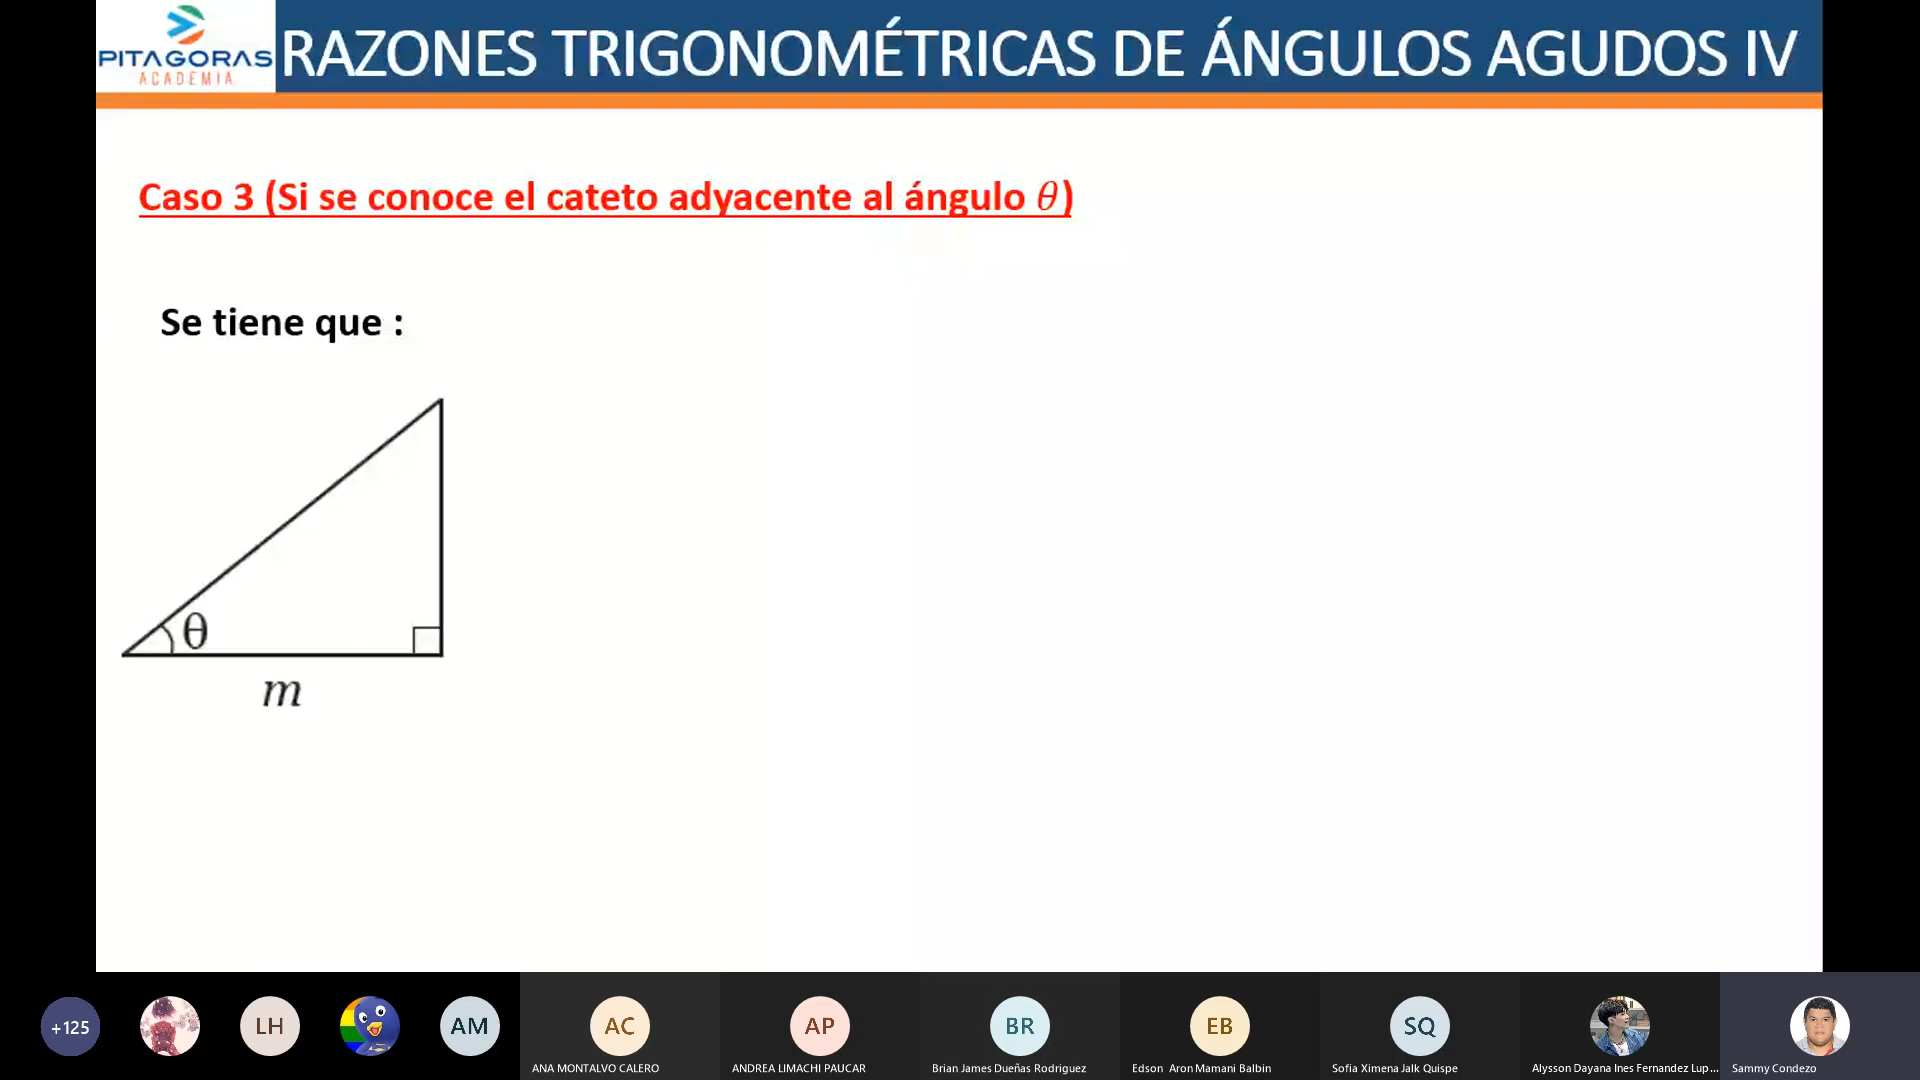 PITAGORAS
ACADEMIA
RAZONES TRIGONOMÉTRICAS DE ÁNGULOS AGUDOS IV
Caso 3 (Si se conoce el cateto adyacente al ángulo θ)
Se tiene que :
θ
m
+125
LH
AM
AC
AP
BR
EB
SQ
ANA MONTALVO CALERO
ANDREA LIMACHI PAUCAR
Brian James Dueñas Rodriguez
Edson Aron Mamani Balbin
Sofia Ximena Jalk Quispe
Alysson Dayana Ines Fernandez Lup...
Sammy Condezo